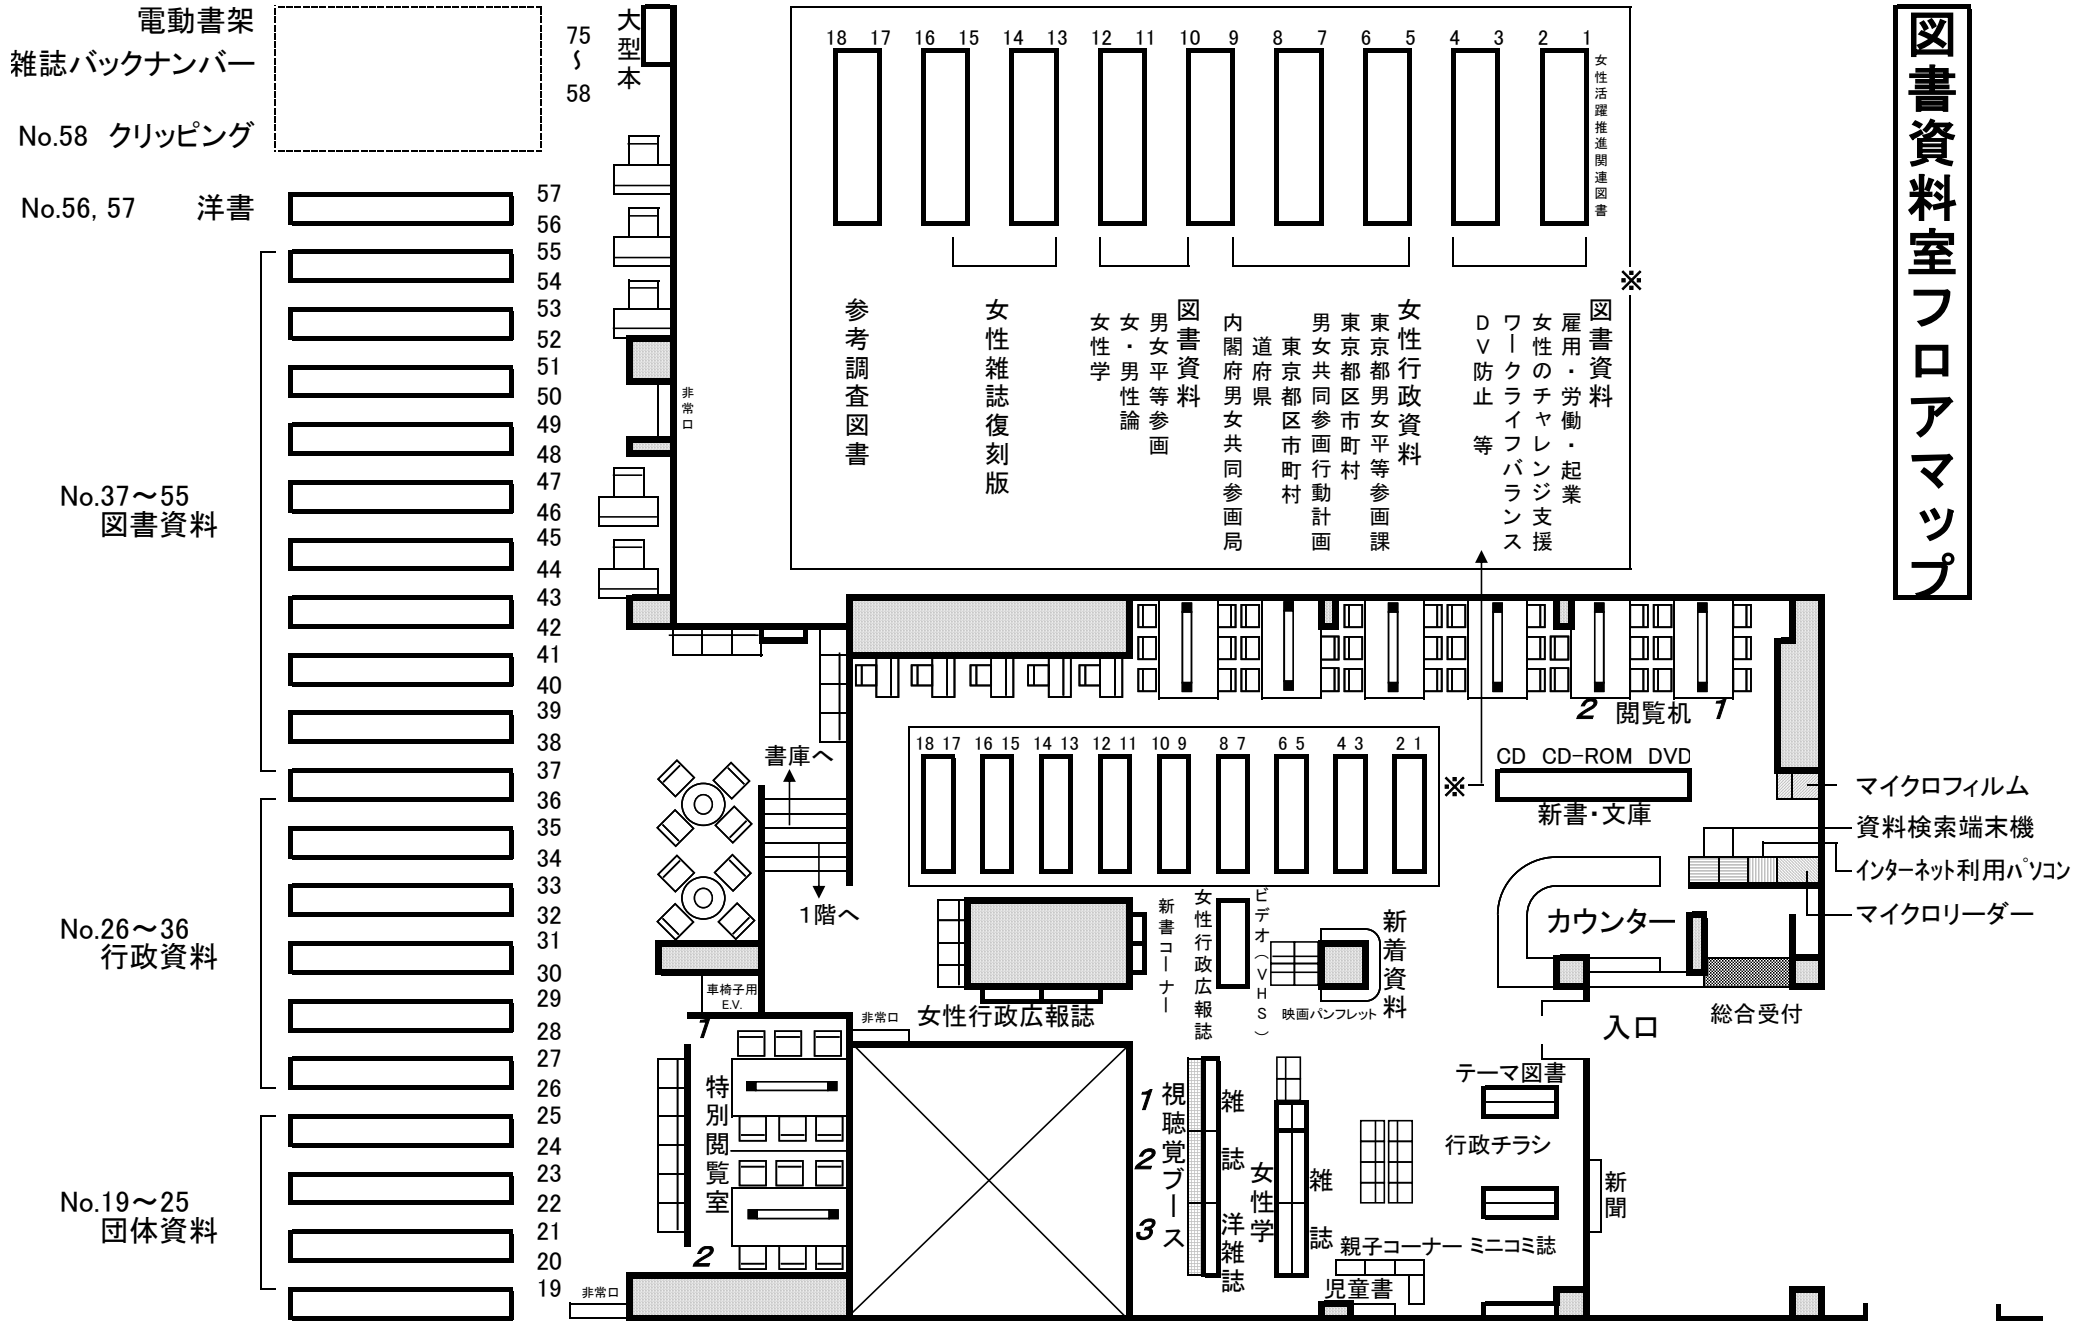 図書資料室フロアマップ
電動書架
雑誌バックナンバー
No.58 クリッピング
75
〜
58
大型本
No.56, 57 洋書
57
56
55
54
53
52
51
50
49
48
47
46
45
44
43
42
41
40
39
38
37
36
35
34
33
32
31
30
29
28
27
26
25
24
23
22
21
20
19
No.37〜55
図書資料
No.26〜36
行政資料
No.19〜25
団体資料
18 17 16 15 14 13 12 11 10 9 8 7 6 5 4 3 2 1
女性活躍推進関連図書
※
図書資料
雇用・労働・起業
女性のチャレンジ支援
ワークライフバランス
DV防止 等
女性行政資料
東京都男女平等参画課
東京都区市町村
男女共同参画行動計画
東京都区市町村
道府県
内閣府男女共同参画局
図書資料
男女平等参画
女・男性論
女性学
女性雑誌復刻版
参考調査図書
非常口
2 閲覧机 1
書庫へ
1階へ
18 17 16 15 14 13 12 11 10 9 8 7 6 5 4 3 2 1
※
CD CD-ROM DVD
新書・文庫
マイクロフィルム
資料検索端末機
インターネット利用パソコン
マイクロリーダー
カウンター
総合受付
入口
新着資料
映画パンフレット
ビデオ（VHS）
女性行政広報誌
新書コーナー
女性行政広報誌
車椅子用
E.V.
非常口
1
特別閲覧室
2
非常口
1
2
3
視聴覚ブース
雑誌
洋雑誌
女性学
雑誌
テーマ図書
行政チラシ
新聞
親子コーナー
ミニコミ誌
児童書